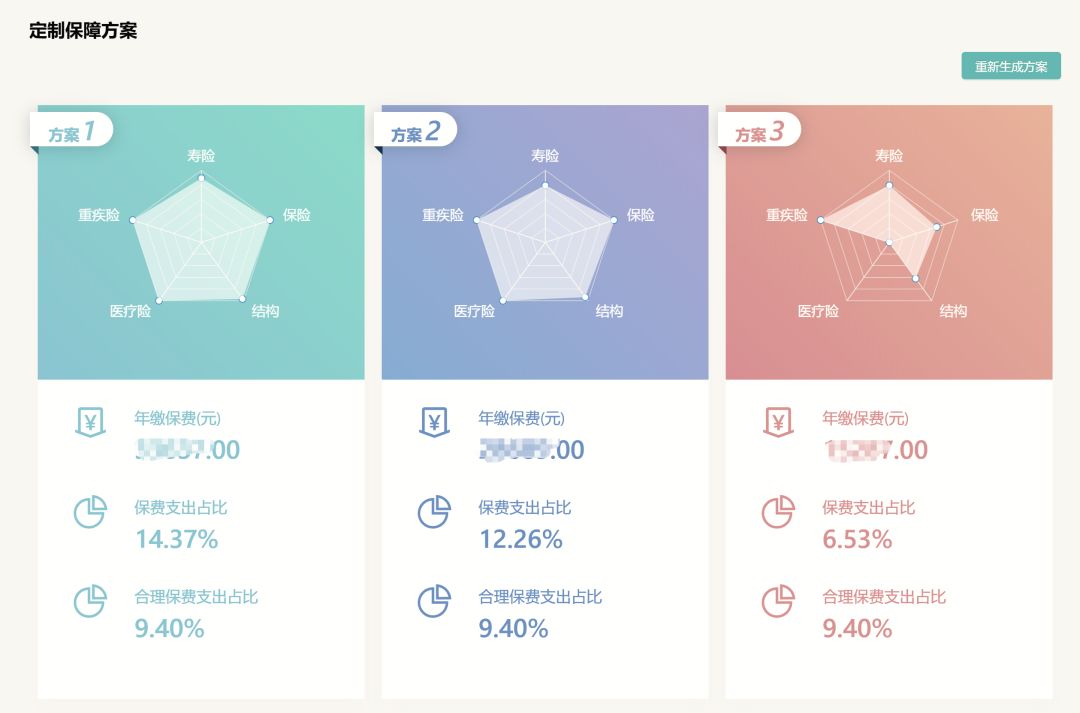 定制保障方案
重新生成方案
方案 1
寿险
重疾险
保险
医疗险
结构
年缴保费(元)
.00
保费支出占比
14.37%
合理保费支出占比
9.40%
方案 2
寿险
重疾险
保险
医疗险
结构
年缴保费(元)
.00
保费支出占比
12.26%
合理保费支出占比
9.40%
方案 3
寿险
重疾险
保险
医疗险
结构
年缴保费(元)
7.00
保费支出占比
6.53%
合理保费支出占比
9.40%